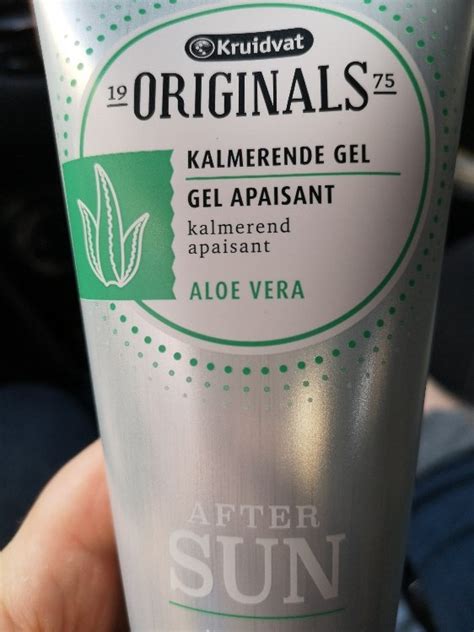 Kruidvat
19 ORIGINALS 75
KALMERENDE GEL
GEL APAISANT
kalmerend
apaisant
ALOE VERA
AFTER
SUN